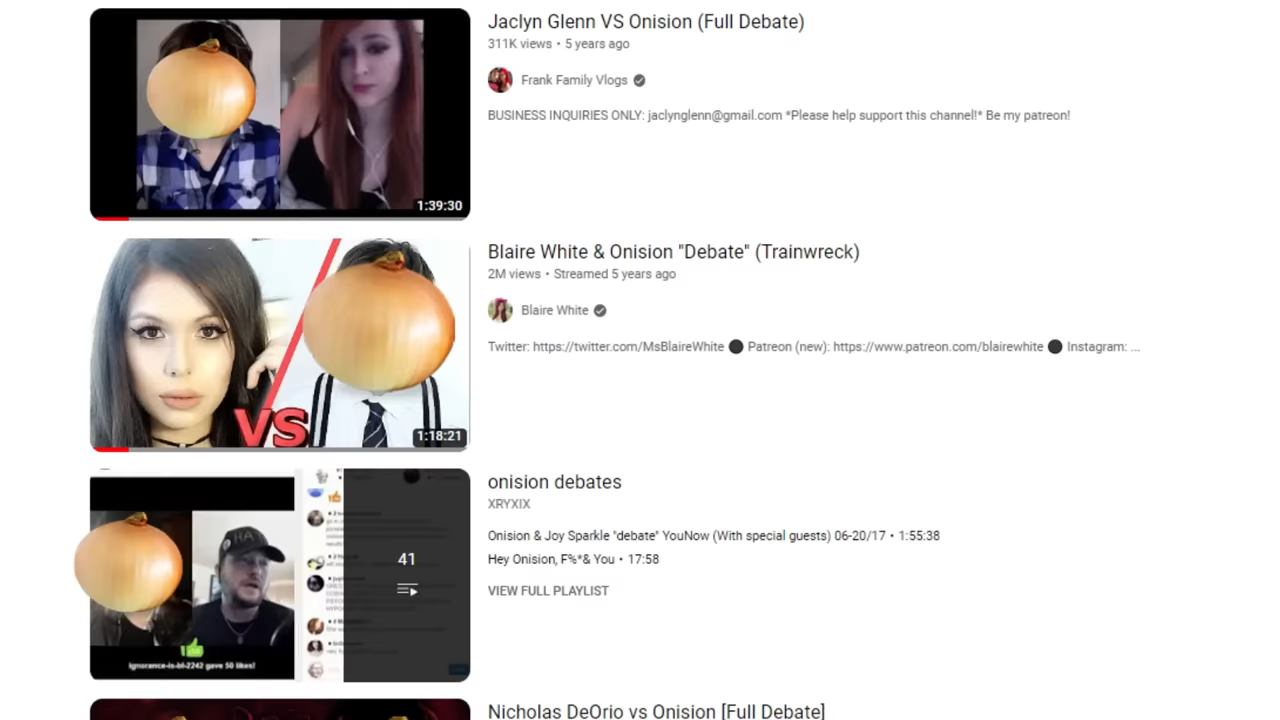 Jaclyn Glenn VS Onision (Full Debate)
311K views • 5 years ago
Frank Family Vlogs
BUSINESS INQUIRIES ONLY: jaclynglenn@gmail.com *Please help support this channel!* Be my patreon!
1:39:30
Blaire White & Onision "Debate" (Trainwreck)
2M views • Streamed 5 years ago
Blaire White
Twitter: https://twitter.com/MsBlaireWhite ⚫ Patreon (new): https://www.patreon.com/blairewhite ⚫ Instagram: ...
VS
1:18:21
onision debates
XRYXIX
Onision & Joy Sparkle "debate" YouNow (With special guests) 06-20/17 • 1:55:38
Hey Onision, F%*& You • 17:58
VIEW FULL PLAYLIST
41
ignorance-is-bl-2242 gave 50 likes!
Nicholas DeOrio vs Onision [Full Debate]